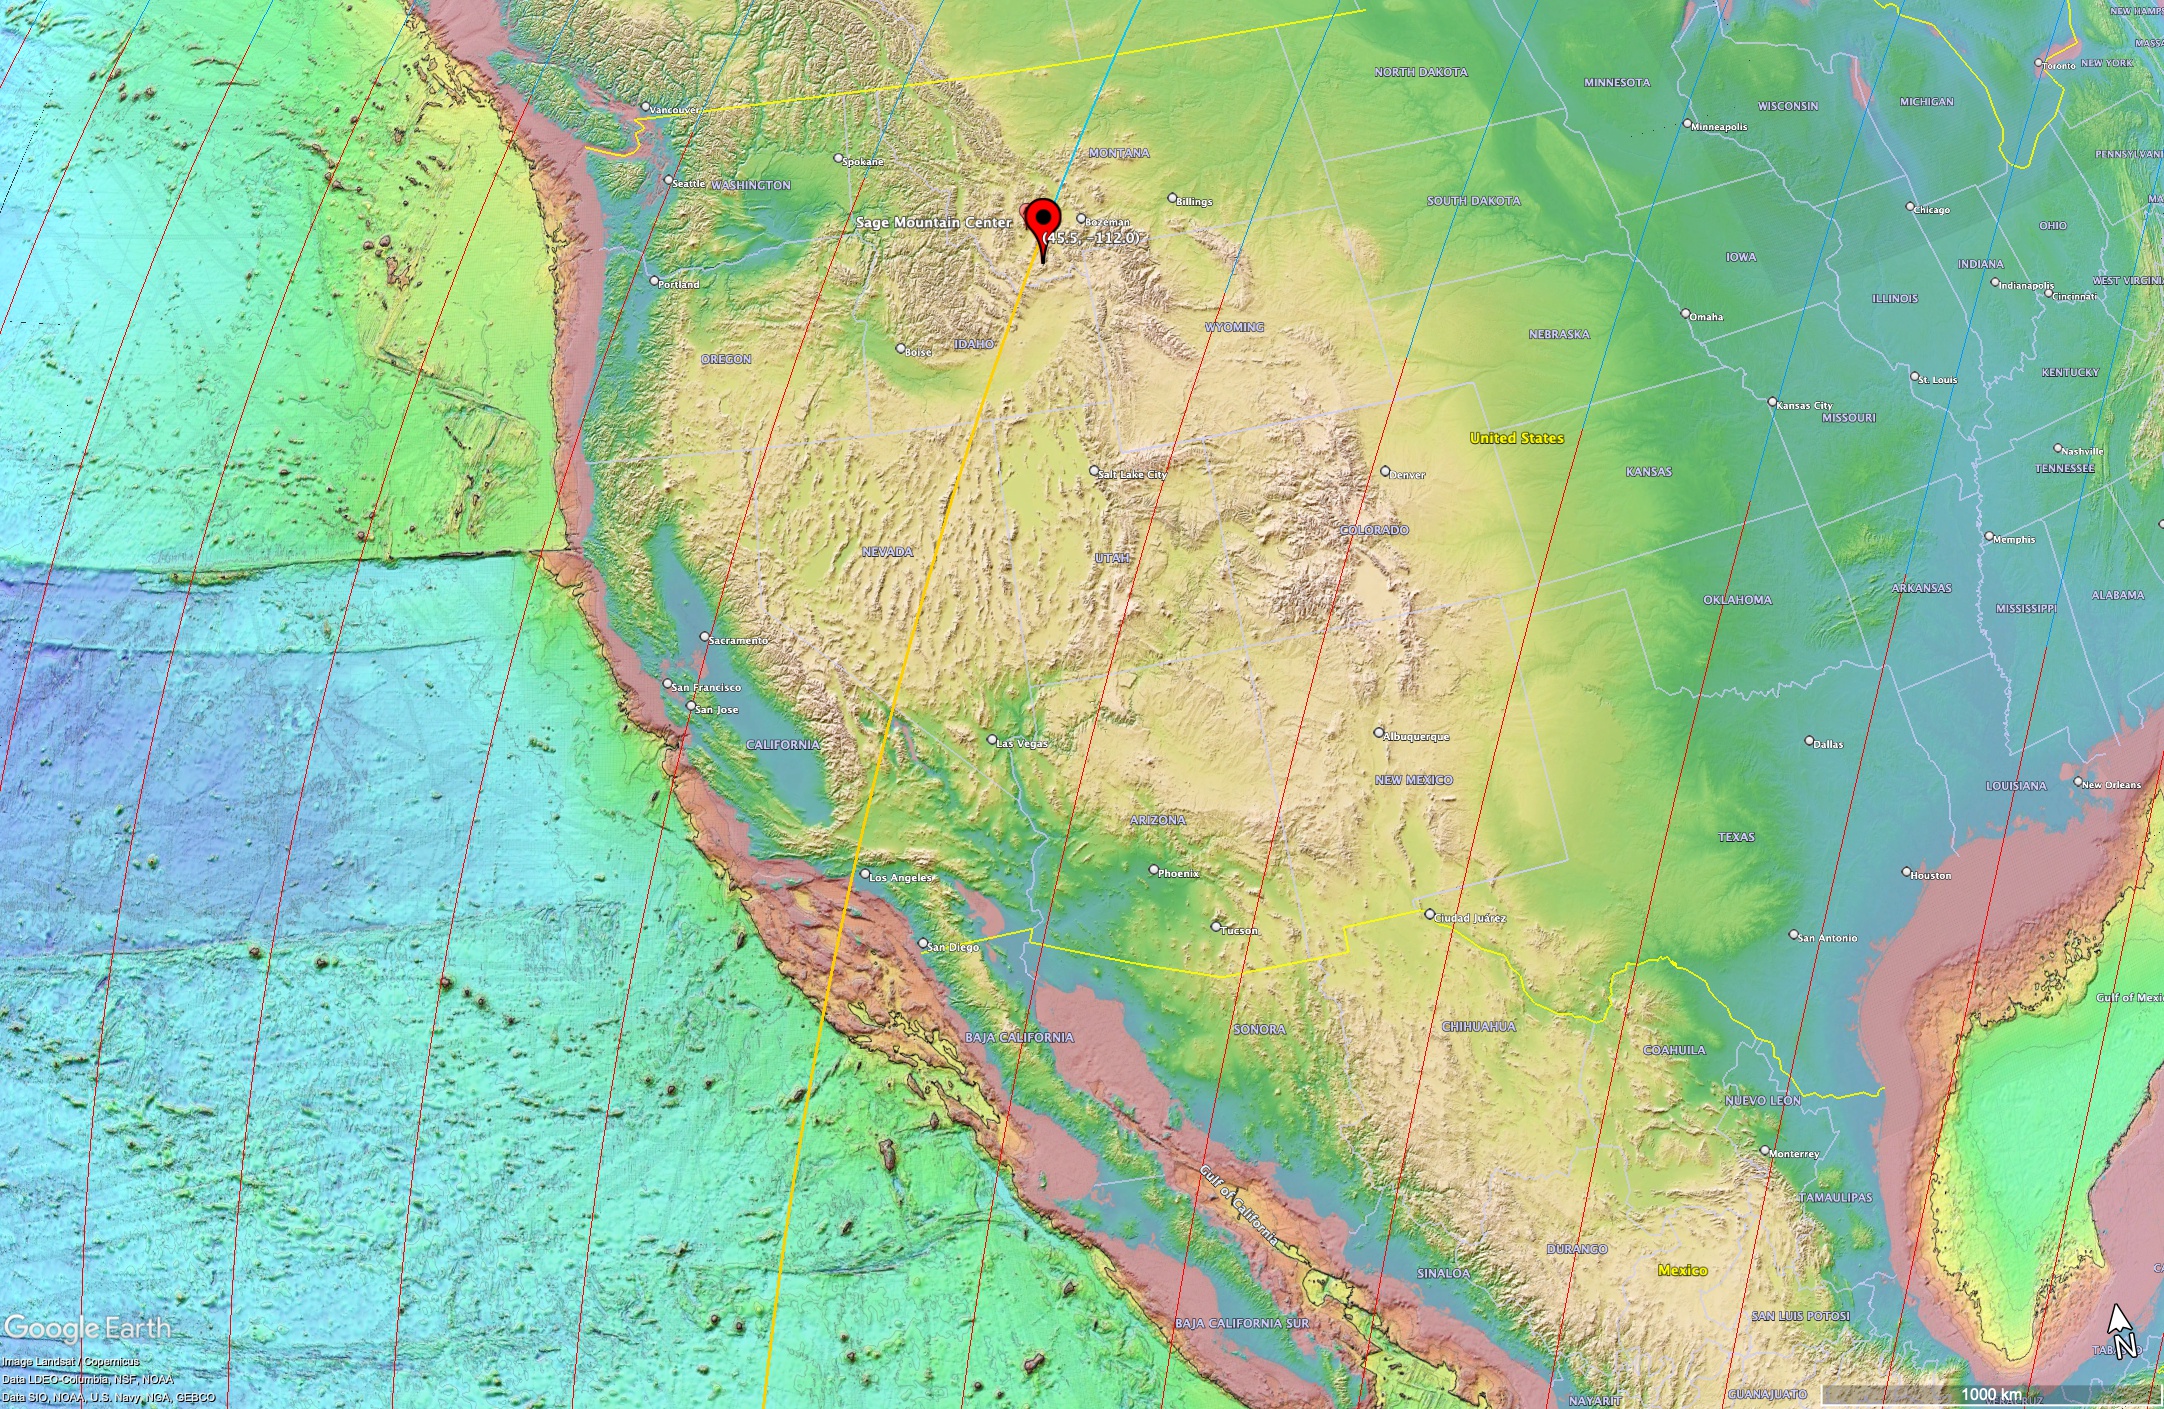 NEW HAMPS
MASSA
NORTH DAKOTA
MINNESOTA
WISCONSIN
MICHIGAN
Toronto
NEW YORK
Vancouver
Minneapolis
Spokane
MONTANA
PENNSYLVANI
Seattle
WASHINGTON
Billings
SOUTH DAKOTA
Chicago
MA
Sage Mountain Center
Bozeman
(45.5, -112.0)
OHIO
IOWA
INDIANA
Portland
ILLINOIS
Indianapolis
Cincinnati
WEST VIRGINIA
Omaha
WYOMING
NEBRASKA
OREGON
Boise
IDAHO
St. Louis
KENTUCKY
Kansas City
MISSOURI
United States
Nashville
TENNESSEE
Salt Lake City
Denver
KANSAS
COLORADO
NEVADA
UTAH
Memphis
OKLAHOMA
ARKANSAS
MISSISSIPPI
ALABAMA
Sacramento
San Francisco
San Jose
CALIFORNIA
Las Vegas
Albuquerque
NEW MEXICO
Dallas
LOUISIANA
New Orleans
ARIZONA
TEXAS
Los Angeles
Phoenix
Houston
San Diego
Tucson
Ciudad Juárez
San Antonio
Gulf of Mexi
BAJA CALIFORNIA
SONORA
CHIHUAHUA
COAHUILA
NUEVO LEON
Monterrey
Gulf of California
TAMAULIPAS
DURANGO
SINALOA
Mexico
BAJA CALIFORNIA SUR
SAN LUIS POTOSI
Google Earth
N
TAB
Image Landsat / Copernicus
Data LDEO-Columbia, NSF, NOAA
Data SIO, NOAA, U.S. Navy, NGA, GEBCO
NAYARIT
GUANAJUATO
1000 km
VERACRUZ